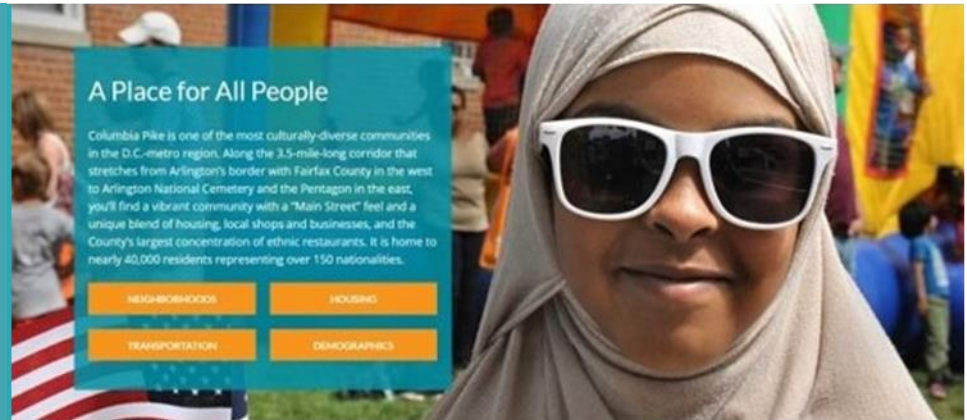 A Place for All People
Columbia Pike is one of the most culturally-diverse communities
in the D.C.-metro region. Along the 3.5-mile-long corridor that
stretches from Arlington's border with Fairfax County in the west
to Arlington National Cemetery and the Pentagon in the east,
you'll find a vibrant community with a "Main Street" feel and a
unique blend of housing, local shops and businesses, and the
County's largest concentration of ethnic restaurants. It is home to
nearly 40,000 residents representing over 150 nationalities.
NEIGHBORHOODS HOUSING
TRANSPORTATION DEMOGRAPHICS